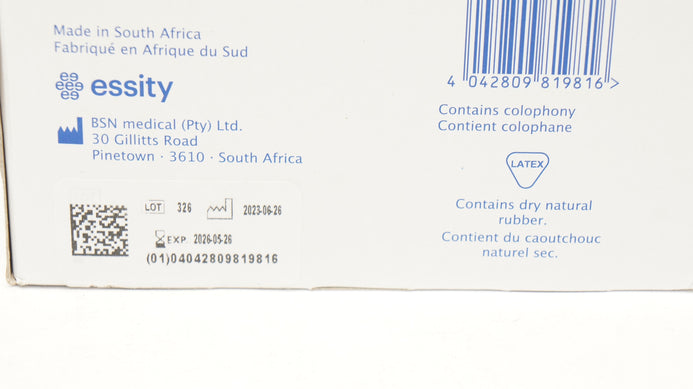 Made in South Africa
Fabriqué en Afrique du Sud
essity
BSN medical (Pty) Ltd.
30 Gillitts Road
Pinetown · 3610 · South Africa
LOT 326 2023-06-26
EXP. 2026-05-26
(01)04042809819816
4 042809 819816 >
Contains colophony
Contient colophane
LATEX
Contains dry natural
rubber.
Contient du caoutchouc
naturel sec.